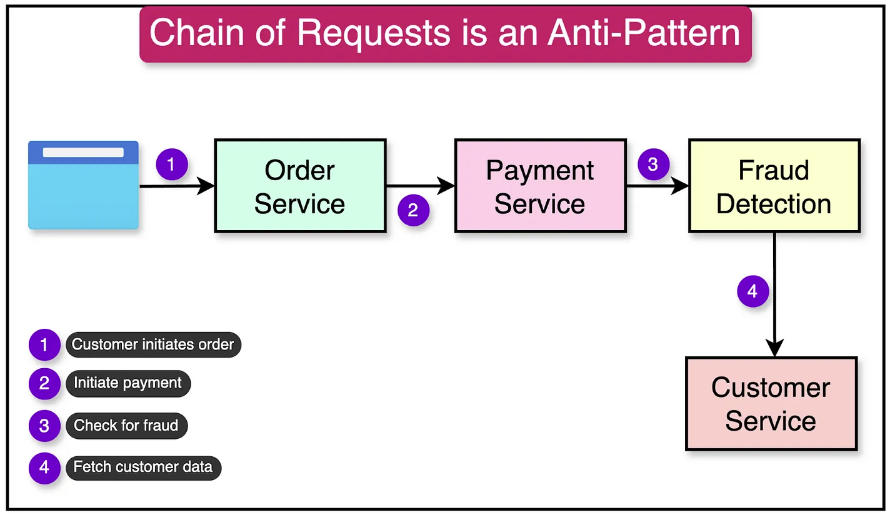 Chain of Requests is an Anti-Pattern
1
Order
Service
2
Payment
Service
3
Fraud
Detection
4
Customer
Service
1 Customer initiates order
2 Initiate payment
3 Check for fraud
4 Fetch customer data